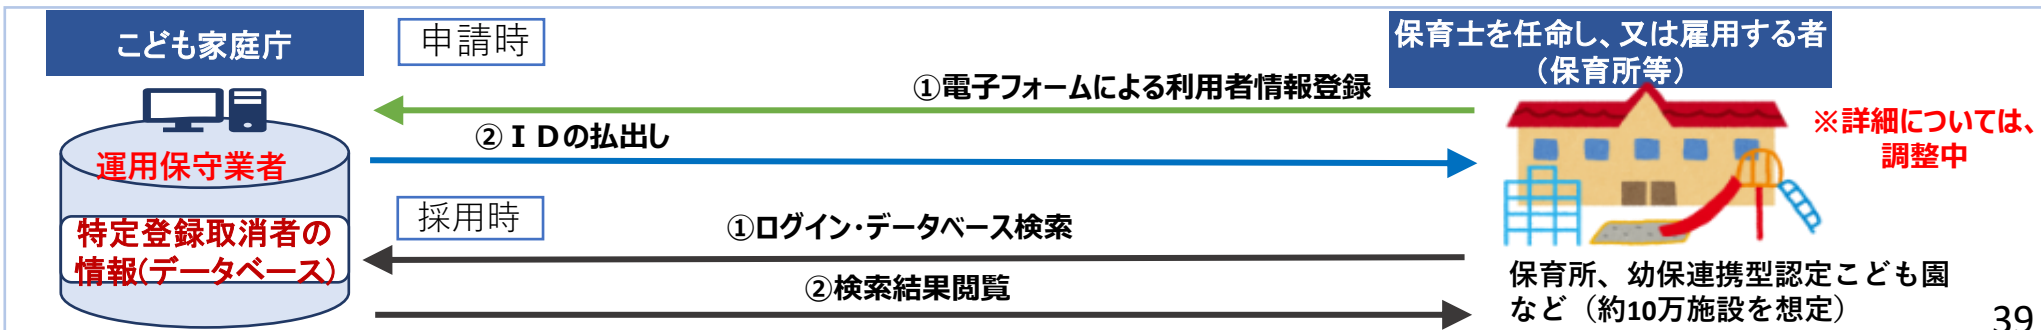 こども家庭庁
申請時
保育士を任命し、又は雇用する者
（保育所等）
①電子フォームによる利用者情報登録
②ＩＤの払出し
※詳細については、
調整中
運用保守業者
特定登録取消者の
情報(データベース)
採用時
①ログイン・データベース検索
②検索結果閲覧
保育所、幼保連携型認定こども園
など（約10万施設を想定）
39